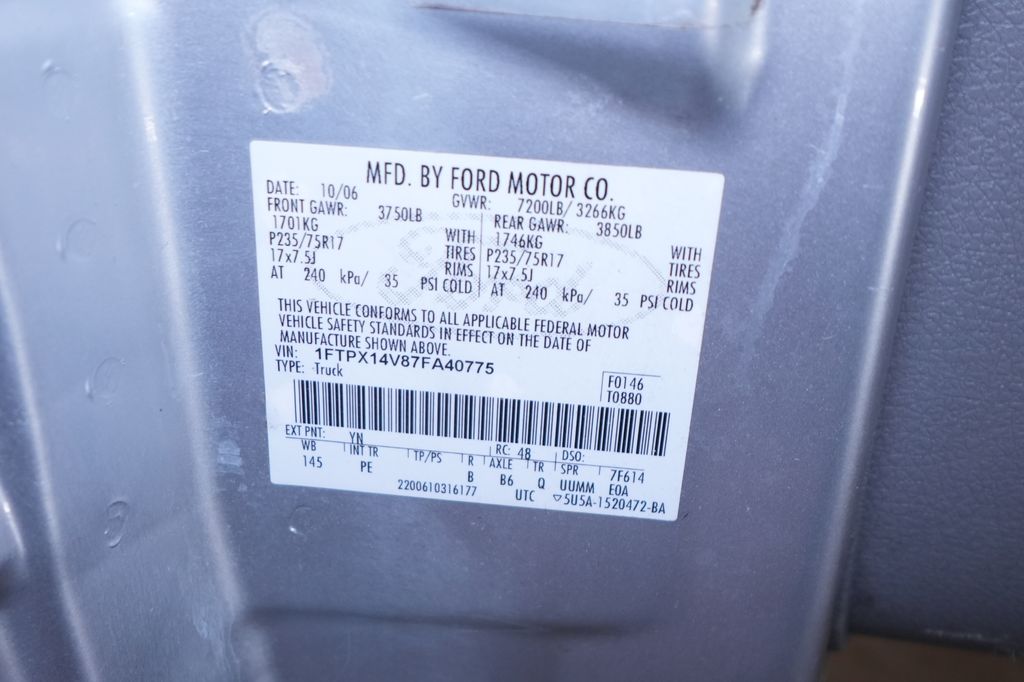 MFD. BY FORD MOTOR CO.
DATE: 10/06 GVWR: 7200LB/ 3266KG
FRONT GAWR: 3750LB REAR GAWR: 3850LB
1701KG WITH 1746KG WITH
P235/75R17 TIRES P235/75R17 TIRES
17x7.5J RIMS 17x7.5J RIMS
AT 240 kPa/ 35 PSI COLD AT 240 kPa/ 35 PSI COLD
THIS VEHICLE CONFORMS TO ALL APPLICABLE FEDERAL MOTOR
VEHICLE SAFETY STANDARDS IN EFFECT ON THE DATE OF
MANUFACTURE SHOWN ABOVE.
VIN: 1FTPX14V87FA40775
TYPE: Truck
F0146
T0880
EXT PNT: YN RC: 48 DSO:
WB INT TR TP/PS R AXLE TR SPR 7F614
145 PE B B6 Q UUMM E0A
2200610316177 UTC ▽5U5A-1520472-BA